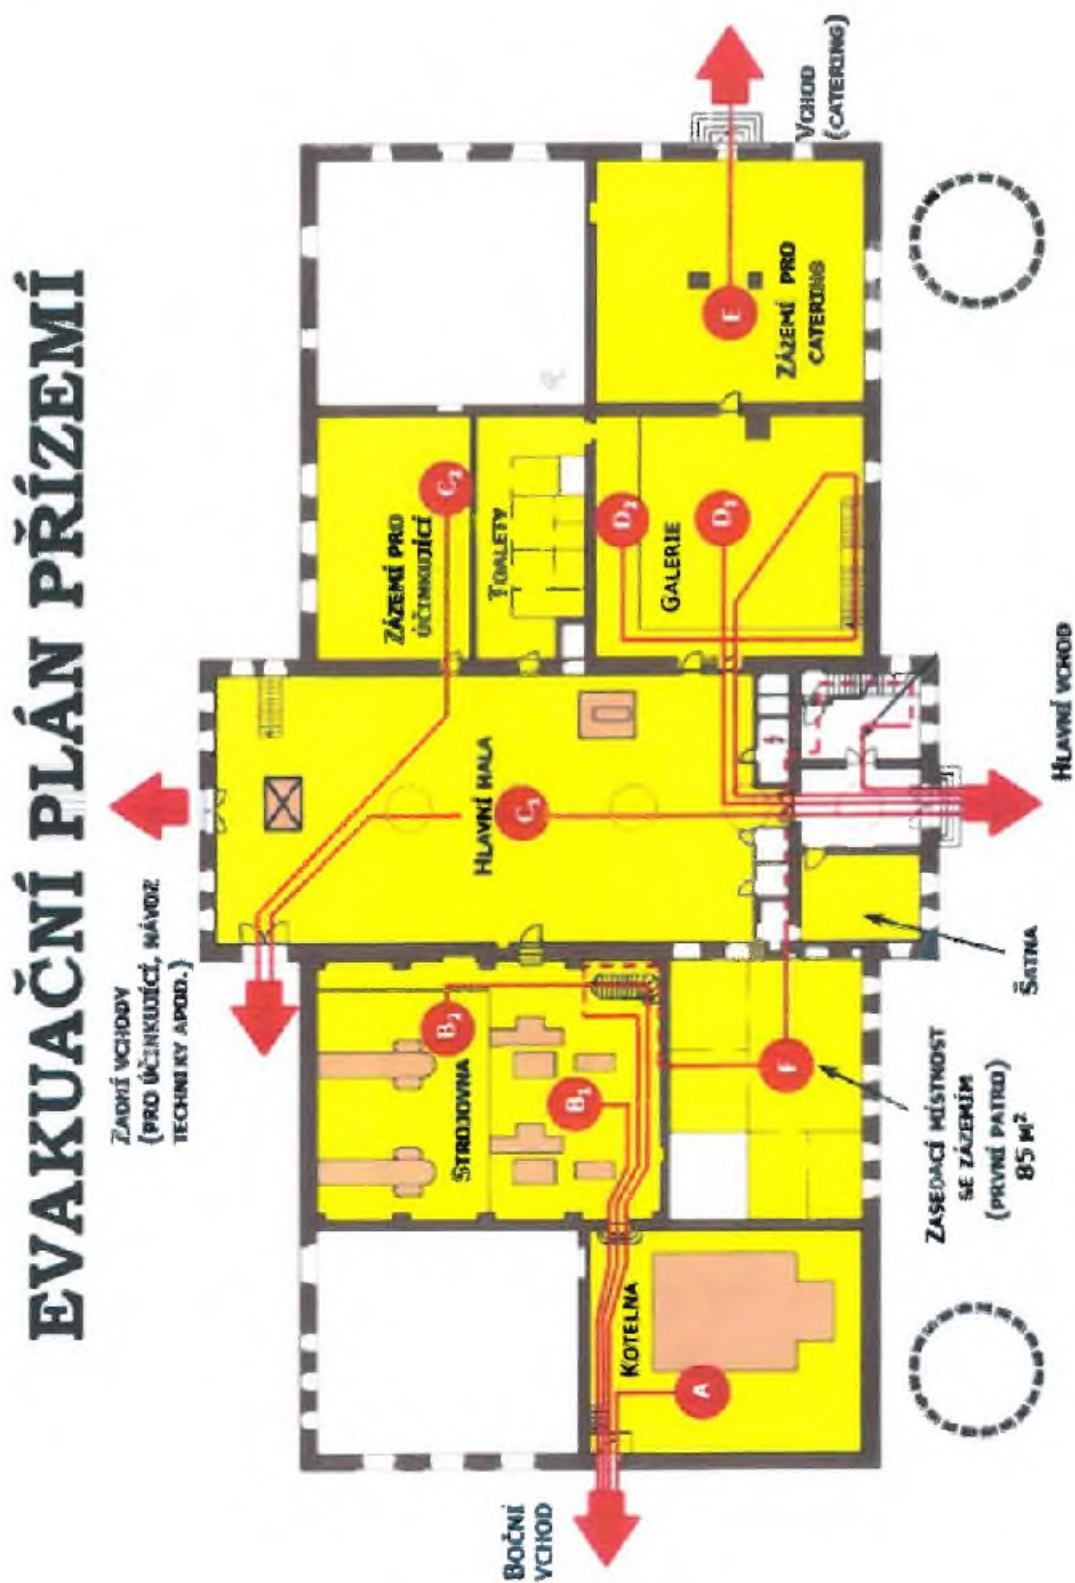 EVAKUAČNÍ PLÁN PŘÍZEMÍ
ZADNÍ VCHODY
(PRO ÚČINKUJÍCÍ, NÁVOZ
TECHNIKY APOD.)
BOČNÍ
VCHOD
STROJOVNA
B2
B1
KOTELNA
A
HLAVNÍ HALA
C1
ZÁZEMÍ PRO
ÚČINKUJÍCÍ
C2
TOALETY
GALERIE
D2
D1
ZÁZEMÍ PRO
CATERING
E
VCHOD
(CATERING)
F
ZASEDACÍ MÍSTNOST
SE ZÁZEMÍM
(PRVNÍ PATRO)
85 M²
ŠATNA
HLAVNÍ VCHOD